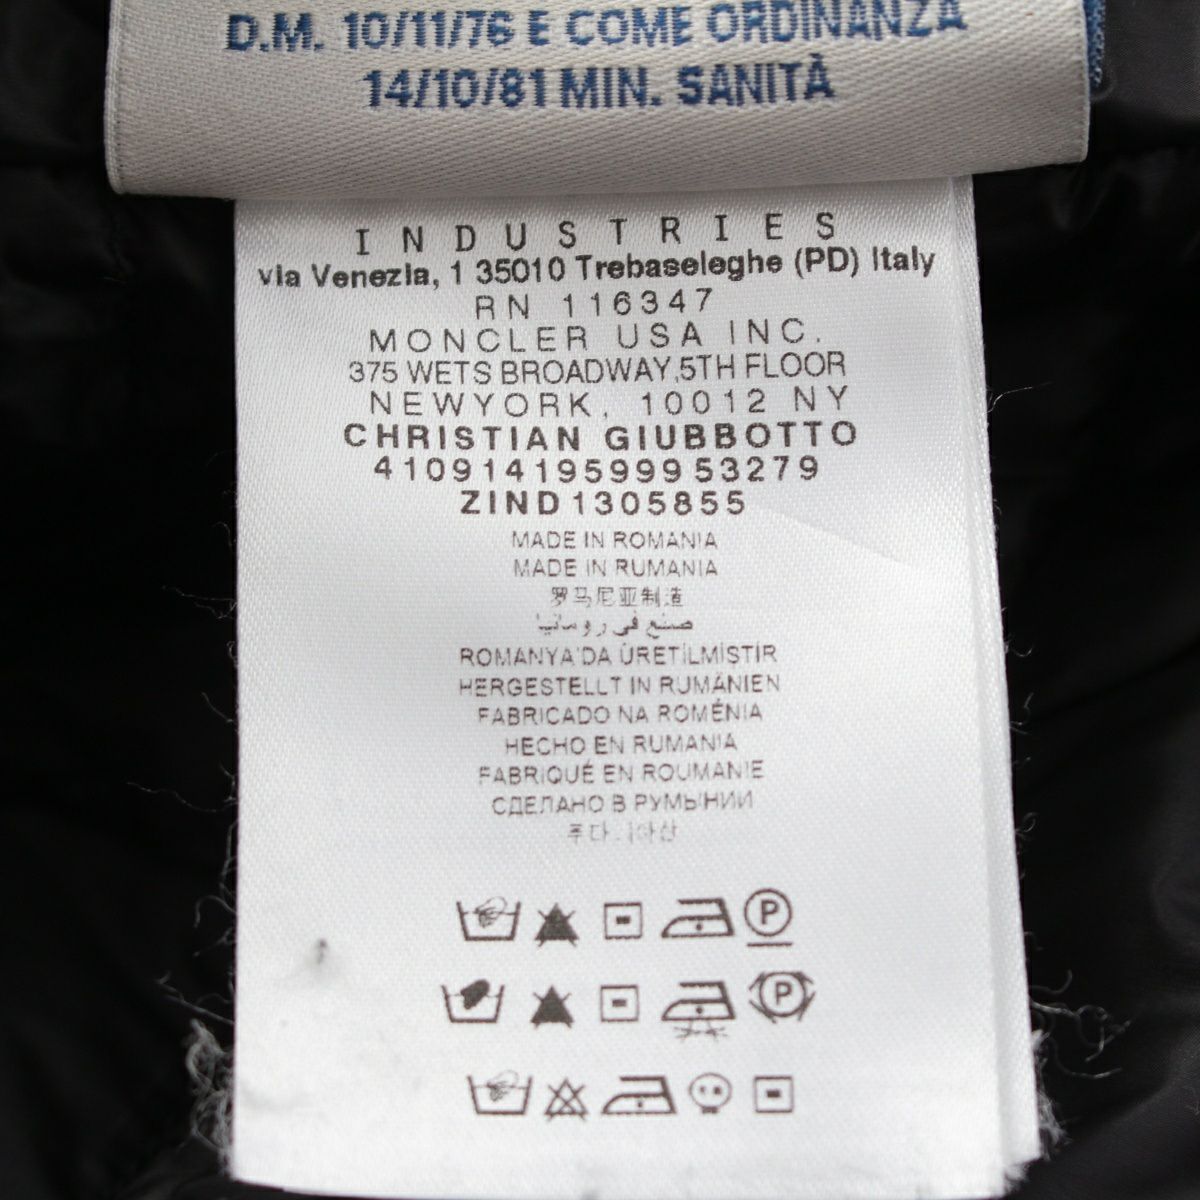 D.M. 10/11/76 E COME ORDINANZA
14/10/81 MIN. SANITÀ
INDUSTRIES
via Venezia, 1 35010 Trebaseleghe (PD) Italy
RN 116347
MONCLER USA INC.
375 WETS BROADWAY,5TH FLOOR
NEWYORK, 10012 NY
CHRISTIAN GIUBBOTTO
410914195999 53279
ZIND1305855
MADE IN ROMANIA
MADE IN RUMANIA
罗马尼亚制造
صنع في رومانيا
ROMANYA'DA ÜRETİLMİŞTİR
HERGESTELLT IN RUMÄNIEN
FABRICADO NA ROMÉNIA
HECHO EN RUMANIA
FABRIQUÉ EN ROUMANIE
СДЕЛАНО В РУМЫНИИ
P
P